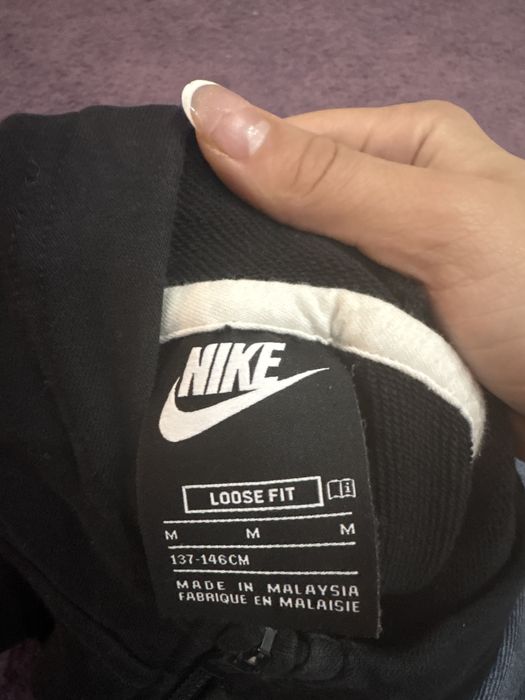 NIKE
LOOSE FIT
M M M
137-146CM
MADE IN MALAYSIA
FABRIQUE EN MALAISIE